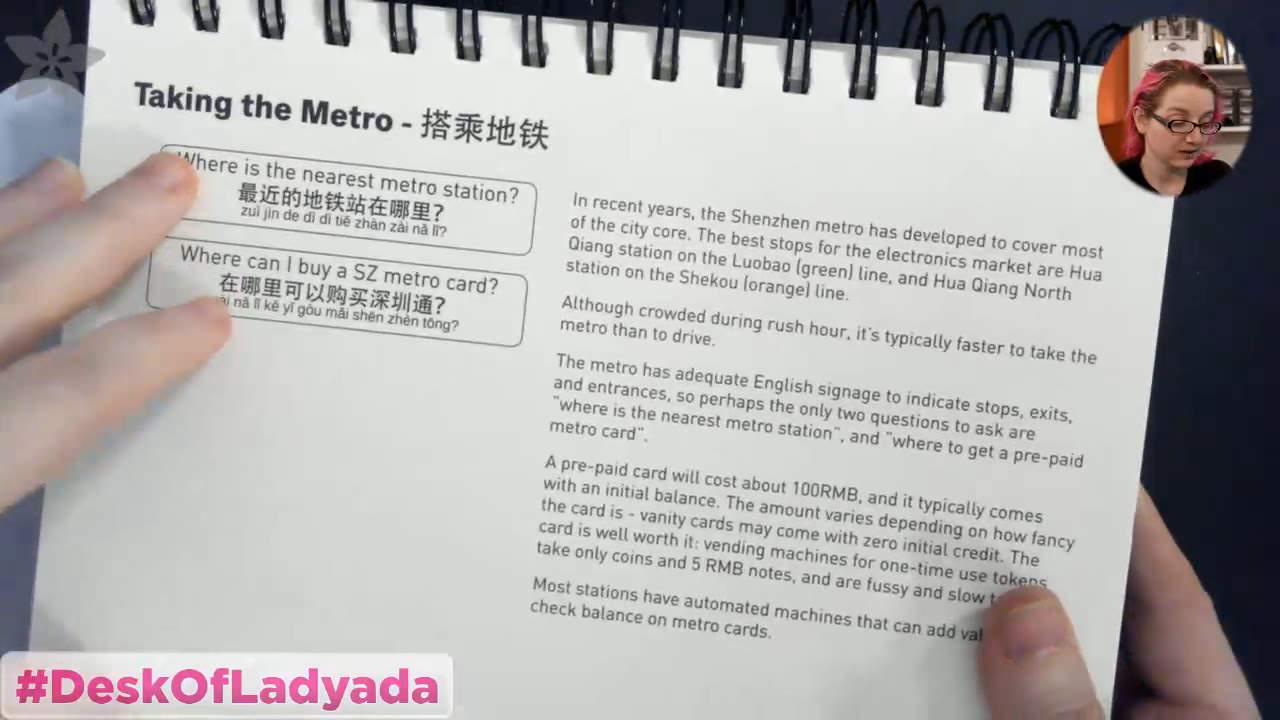 Taking the Metro - 搭乘地铁
Where is the nearest metro station?
最近的地铁站在哪里?
zuì jìn de dì dì tiě zhàn zài nǎ lǐ?
Where can I buy a SZ metro card?
在哪里可以购买深圳通?
nǎ lǐ kě yǐ gòu mǎi shēn zhèn tōng?
In recent years, the Shenzhen metro has developed to cover most
of the city core. The best stops for the electronics market are Hua
Qiang station on the Luobao (green) line, and Hua Qiang North
station on the Shekou (orange) line.
Although crowded during rush hour, it's typically faster to take the
metro than to drive.
The metro has adequate English signage to indicate stops, exits,
and entrances, so perhaps the only two questions to ask are
"where is the nearest metro station", and "where to get a pre-paid
metro card".
A pre-paid card will cost about 100RMB, and it typically comes
with an initial balance. The amount varies depending on how fancy
the card is - vanity cards may come with zero initial credit. The
card is well worth it: vending machines for one-time use tokens
take only coins and 5 RMB notes, and are fussy and slow
Most stations have automated machines that can add
check balance on metro cards.
#DeskOfLadyada